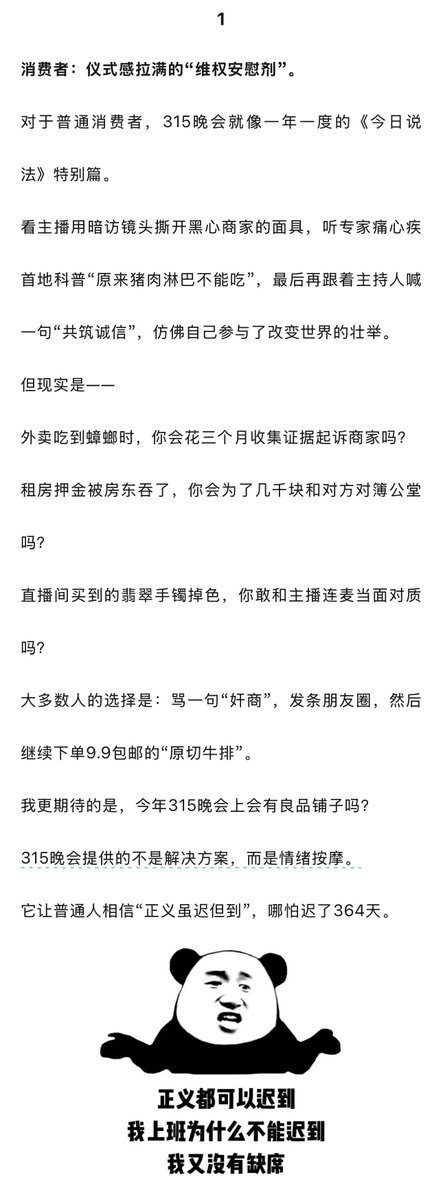 1
消费者：仪式感拉满的“维权安慰剂”。
对于普通消费者，315晚会就像一年一度的《今日说
法》特别篇。
看主播用暗访镜头撕开黑心商家的面具，听专家痛心疾
首地科普“原来猪肉淋巴不能吃”，最后再跟着主持人喊
一句“共筑诚信”，仿佛自己参与了改变世界的壮举。
但现实是——
外卖吃到蟑螂时，你会花三个月收集证据起诉商家吗？
租房押金被房东吞了，你会为了几千块和对方对簿公堂
吗？
直播间买到的翡翠手镯掉色，你敢和主播连麦当面对质
吗？
大多数人的选择是：骂一句“奸商”，发条朋友圈，然后
继续下单9.9包邮的“原切牛排”。
我更期待的是，今年315晚会上会有良品铺子吗？
315晚会提供的不是解决方案，而是情绪按摩。
它让普通人相信“正义虽迟但到”，哪怕迟了364天。
正义都可以迟到
我上班为什么不能迟到
我又没有缺席